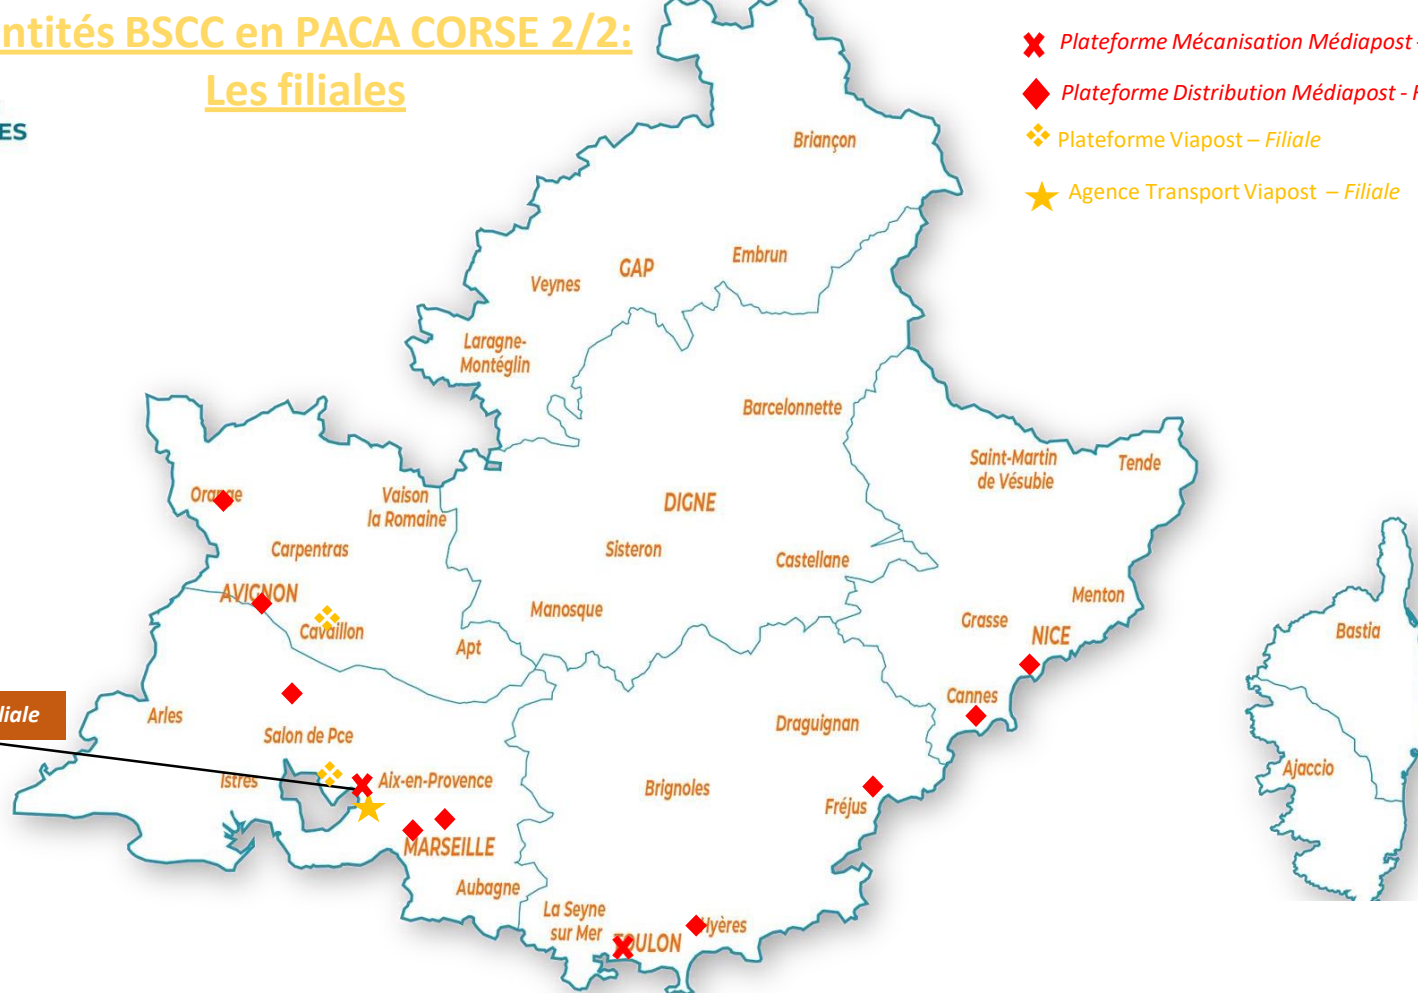 ntités BSCC en PACA CORSE 2/2:
Les filiales
ES
Plateforme Mécanisation Médiapost -
Plateforme Distribution Médiapost - F
Plateforme Viapost – Filiale
Agence Transport Viapost – Filiale
Briançon
Embrun
GAP
Veynes
Laragne-
Montéglin
Barcelonnette
Saint-Martin
de Vésubie
Tende
Orange
Vaison
la Romaine
DIGNE
Carpentras
Sisteron
Castellane
AVIGNON
Cavaillon
Manosque
Apt
Menton
Grasse
NICE
Bastia
Cannes
liale
Arles
Salon de Pce
Draguignan
Istres
Aix-en-Provence
Brignoles
Fréjus
Ajaccio
MARSEILLE
Aubagne
La Seyne
sur Mer
TOULON
Hyères